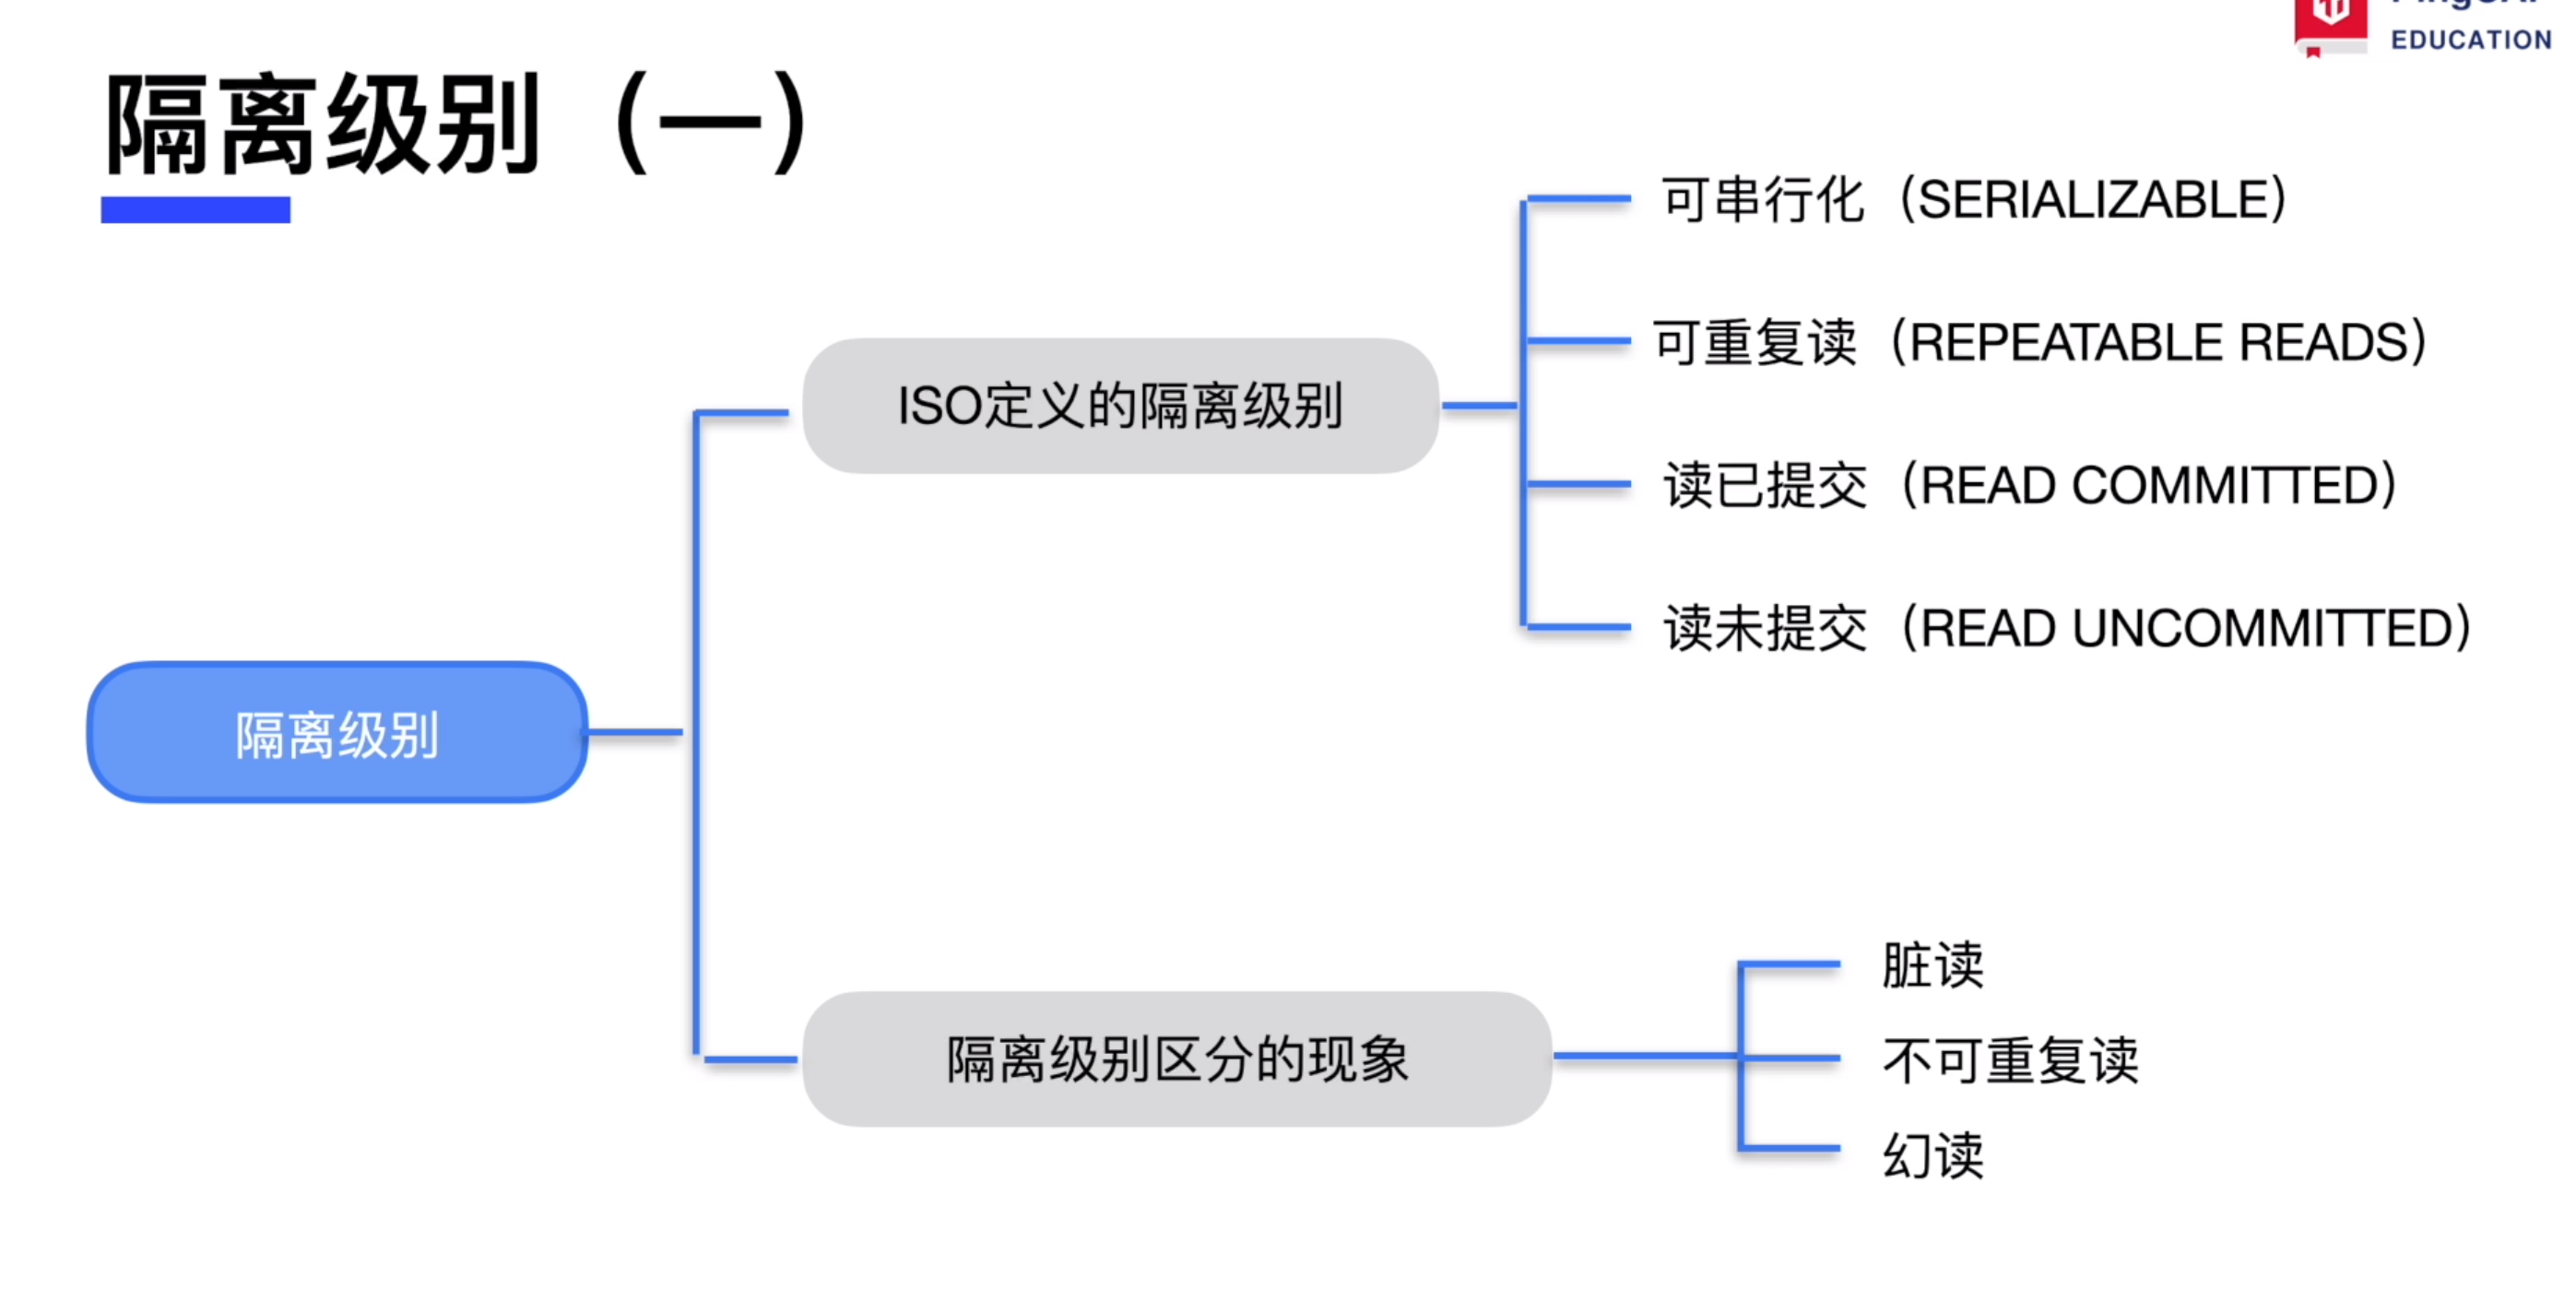 EDUCATION
隔离级别（一）
可串行化（SERIALIZABLE）
可重复读（REPEATABLE READS）
ISO定义的隔离级别
读已提交（READ COMMITTED）
读未提交（READ UNCOMMITTED）
隔离级别
脏读
隔离级别区分的现象
不可重复读
幻读